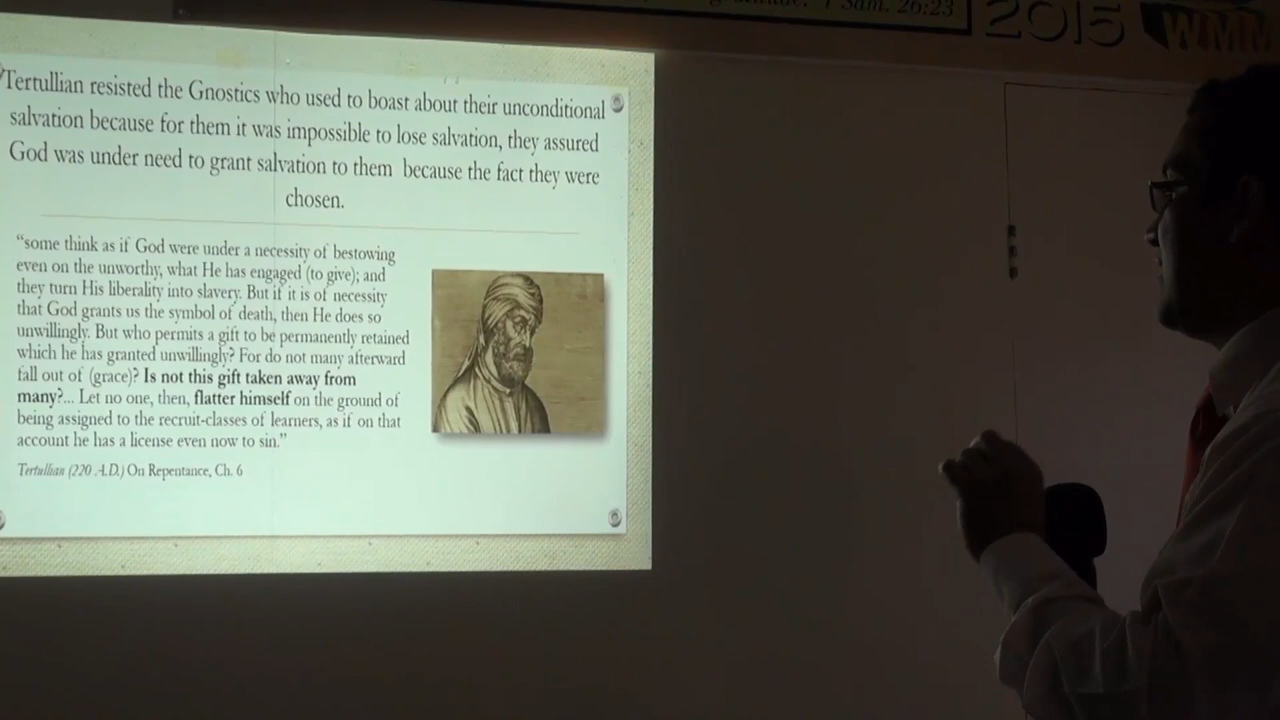 1 Sam. 26:23
2015
WMM
Tertullian resisted the Gnostics who used to boast about their unconditional
salvation because for them it was impossible to lose salvation, they assured
God was under need to grant salvation to them because the fact they were
chosen.
“some think as if God were under a necessity of bestowing
even on the unworthy, what He has engaged (to give); and
they turn His liberality into slavery. But if it is of necessity
that God grants us the symbol of death, then He does so
unwillingly. But who permits a gift to be permanently retained
which he has granted unwillingly? For do not many afterward
fall out of (grace)? Is not this gift taken away from
many?... Let no one, then, flatter himself on the ground of
being assigned to the recruit-classes of learners, as if on that
account he has a license even now to sin.”
Tertullian (220 A.D.) On Repentance, Ch. 6